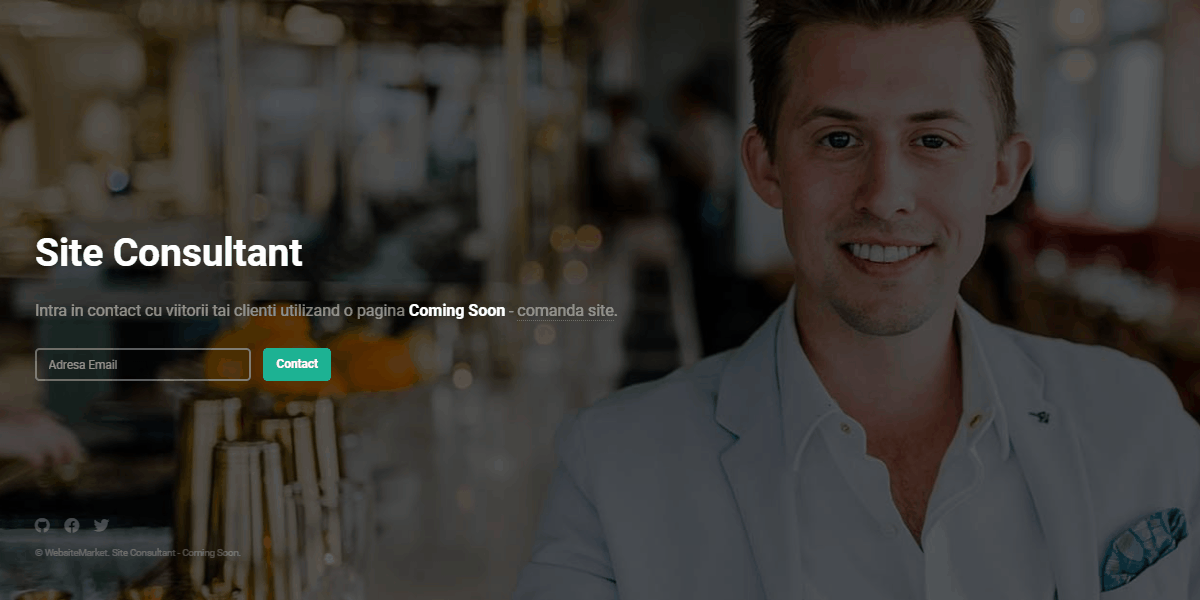 Site Consultant
Intra in contact cu viitorii tai clienti utilizand o pagina Coming Soon - comanda site.
Adresa Email
Contact
© WebsiteMarket. Site Consultant - Coming Soon.